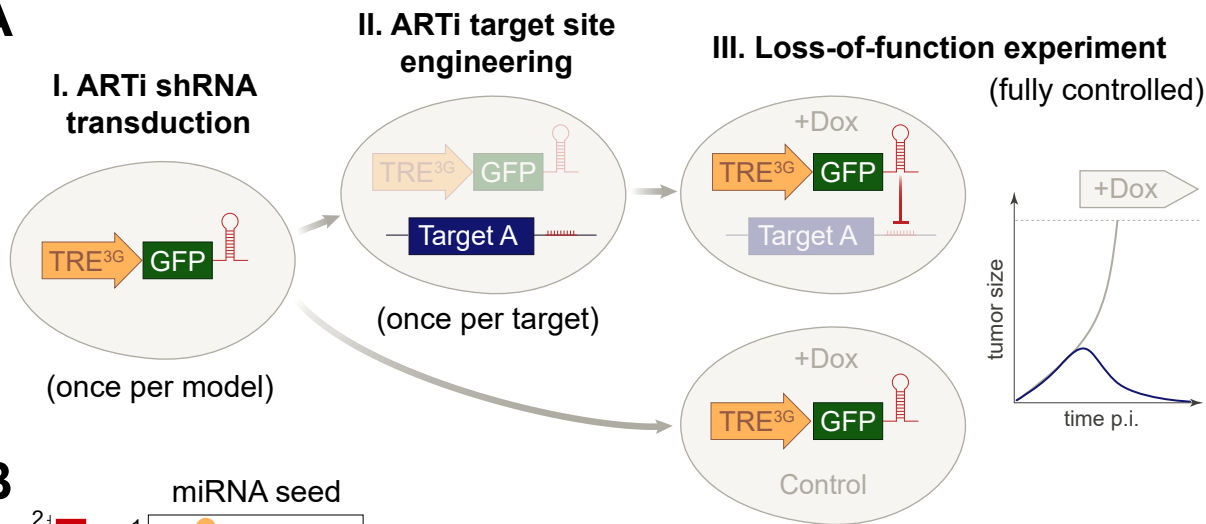 A
I. ARTi shRNA
transduction
TRE3G GFP
(once per model)
II. ARTi target site
engineering
TRE3G GFP
Target A
(once per target)
III. Loss-of-function experiment
(fully controlled)
+Dox
TRE3G GFP
Target A
+Dox
TRE3G GFP
Control
+Dox
tumor size
time p.i.
B
miRNA seed
2
1